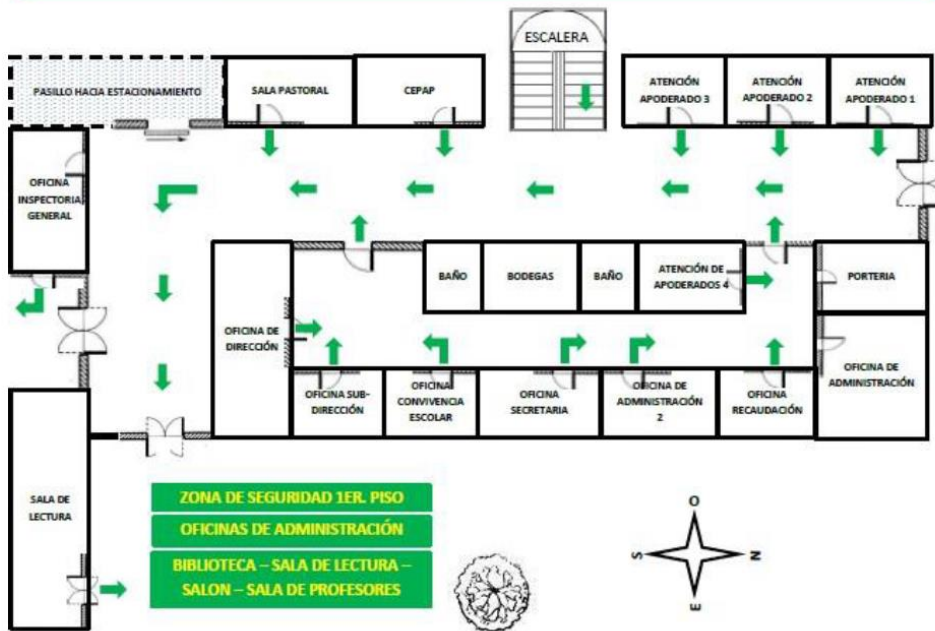 ESCALERA
PASILLO HACIA ESTACIONAMIENTO
SALA PASTORAL
CEPAP
ATENCIÓN
APODERADO 3
ATENCIÓN
APODERADO 2
ATENCIÓN
APODERADO 1
OFICINA
INSPECTORIA
GENERAL
BAÑO
BODEGAS
BAÑO
ATENCIÓN DE
APODERADOS 4
PORTERIA
OFICINA DE
DIRECCIÓN
OFICINA DE
ADMINISTRACIÓN
OFICINA SUB-
DIRECCIÓN
OFICINA
CONVIVENCIA
ESCOLAR
OFICINA
SECRETARIA
OFICINA DE
ADMINISTRACIÓN
2
OFICINA
RECAUDACIÓN
SALA DE
LECTURA
ZONA DE SEGURIDAD 1ER. PISO
OFICINAS DE ADMINISTRACIÓN
BIBLIOTECA – SALA DE LECTURA –
SALON – SALA DE PROFESORES
O
S
N
E